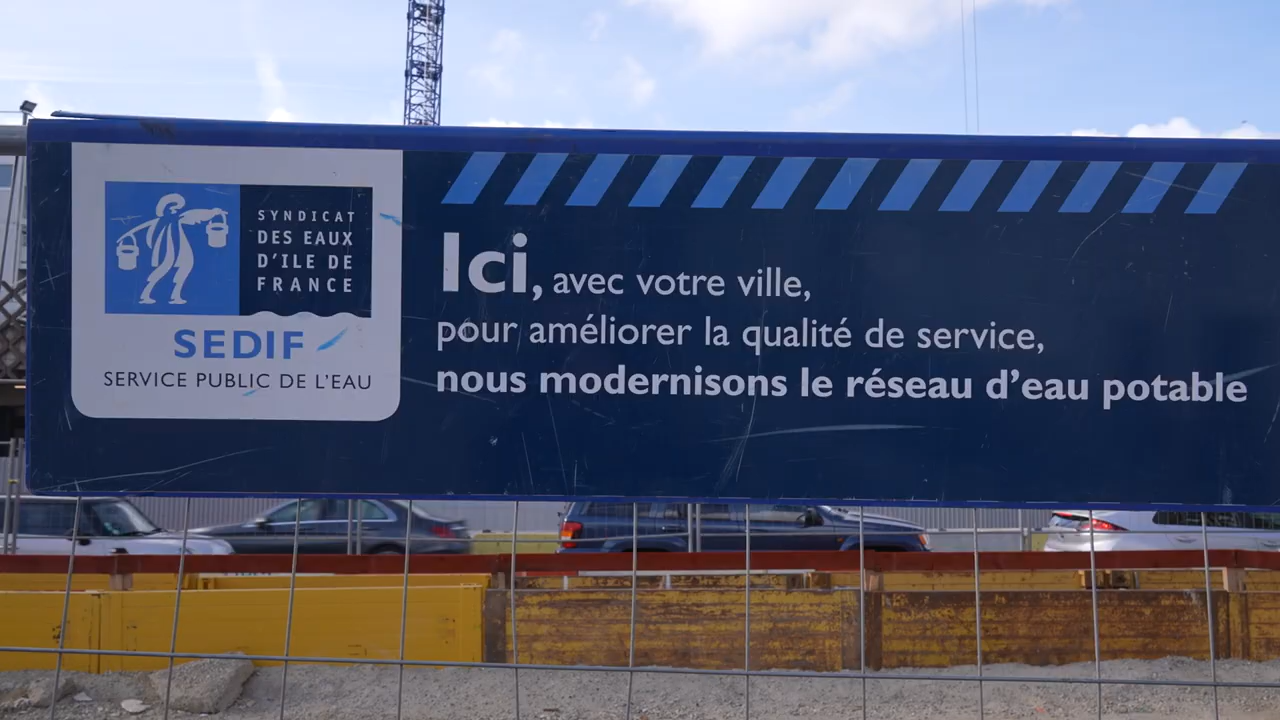 SYNDICAT
DES EAUX
D'ILE DE
FRANCE
SEDIF
SERVICE PUBLIC DE L'EAU
Ici, avec votre ville,
pour améliorer la qualité de service,
nous modernisons le réseau d'eau potable